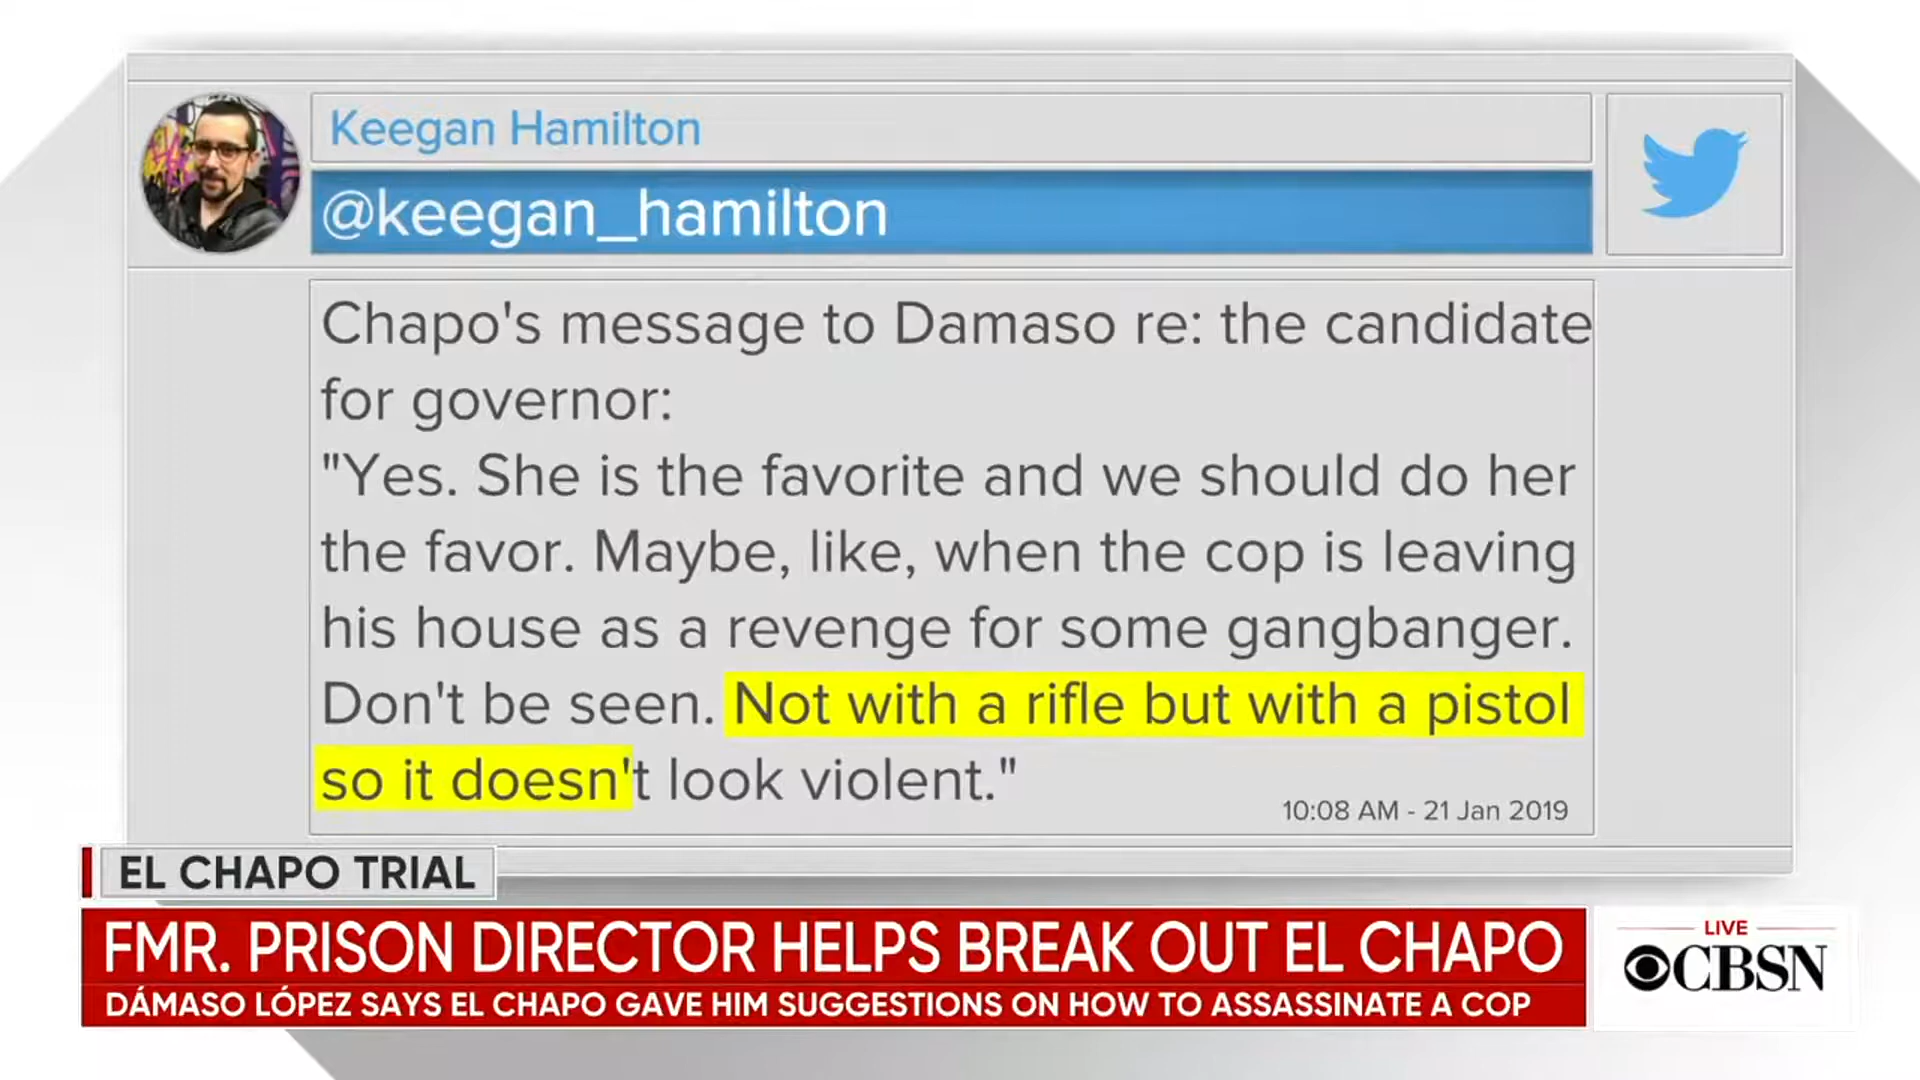 Keegan Hamilton
@keegan_hamilton
Chapo's message to Damaso re: the candidate
for governor:
"Yes. She is the favorite and we should do her
the favor. Maybe, like, when the cop is leaving
his house as a revenge for some gangbanger.
Don't be seen. Not with a rifle but with a pistol
so it doesn't look violent."
10:08 AM - 21 Jan 2019
EL CHAPO TRIAL
FMR. PRISON DIRECTOR HELPS BREAK OUT EL CHAPO
DÁMASO LÓPEZ SAYS EL CHAPO GAVE HIM SUGGESTIONS ON HOW TO ASSASSINATE A COP
LIVE
CBSN